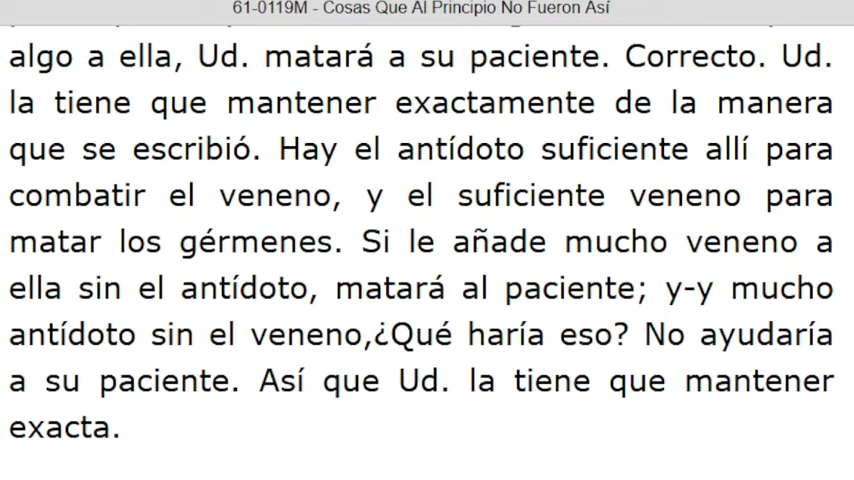 61-0119M - Cosas Que Al Principio No Fueron Así
algo a ella, Ud. matará a su paciente. Correcto. Ud.
la tiene que mantener exactamente de la manera
que se escribió. Hay el antídoto suficiente allí para
combatir el veneno, y el suficiente veneno para
matar los gérmenes. Si le añade mucho veneno a
ella sin el antídoto, matará al paciente; y-y mucho
antídoto sin el veneno,¿Qué haría eso? No ayudaría
a su paciente. Así que Ud. la tiene que mantener
exacta.